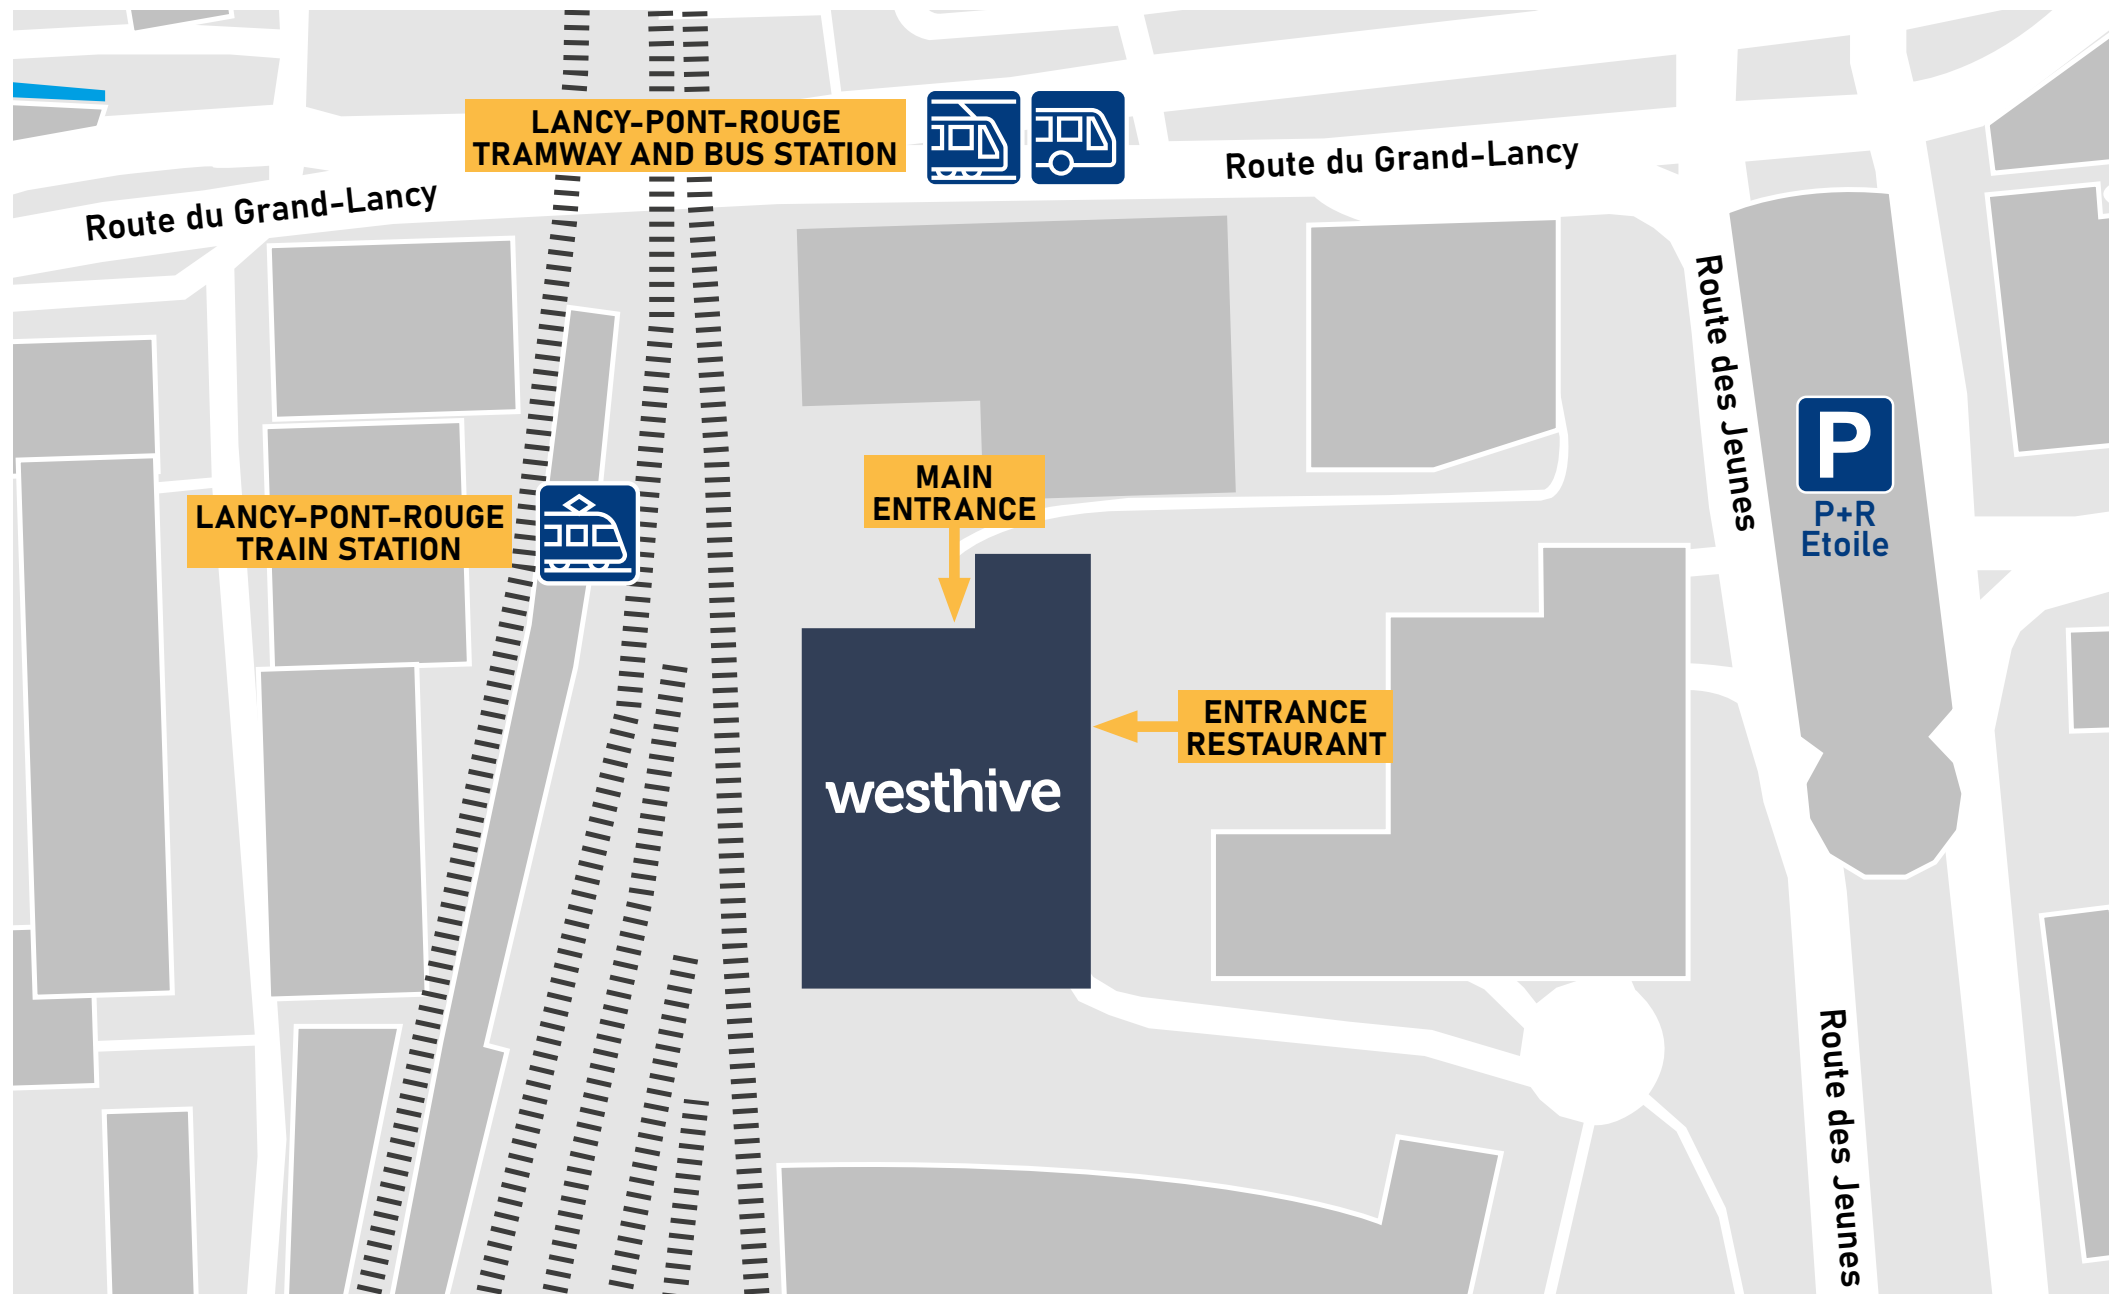 LANCY-PONT-ROUGE
TRAMWAY AND BUS STATION
Route du Grand-Lancy
Route du Grand-Lancy
Route des Jeunes
P
P+R
Etoile
MAIN
ENTRANCE
LANCY-PONT-ROUGE
TRAIN STATION
ENTRANCE
RESTAURANT
westhive
Route des Jeunes